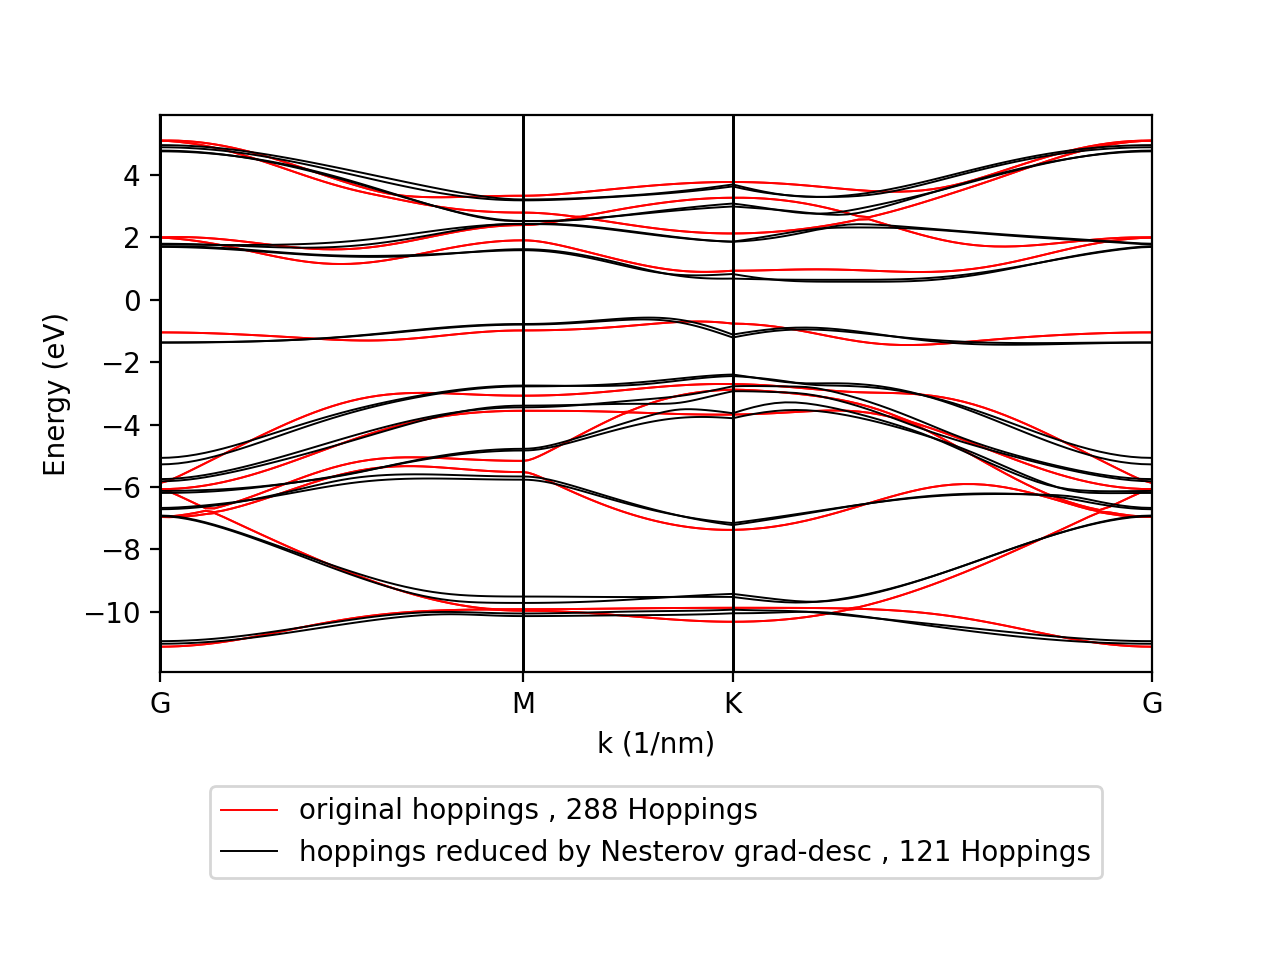 4
2
0
−2
−4
−6
−8
−10
Energy (eV)
G M K G
k (1/nm)
original hoppings , 288 Hoppings
hoppings reduced by Nesterov grad-desc , 121 Hoppings